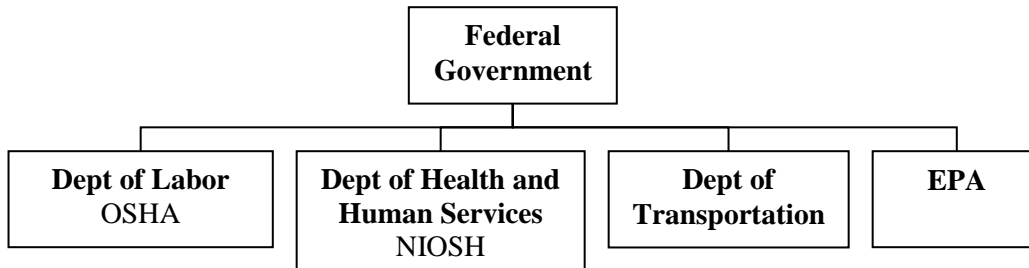 Federal
Government
Dept of Labor
OSHA
Dept of Health and
Human Services
NIOSH
Dept of
Transportation
EPA